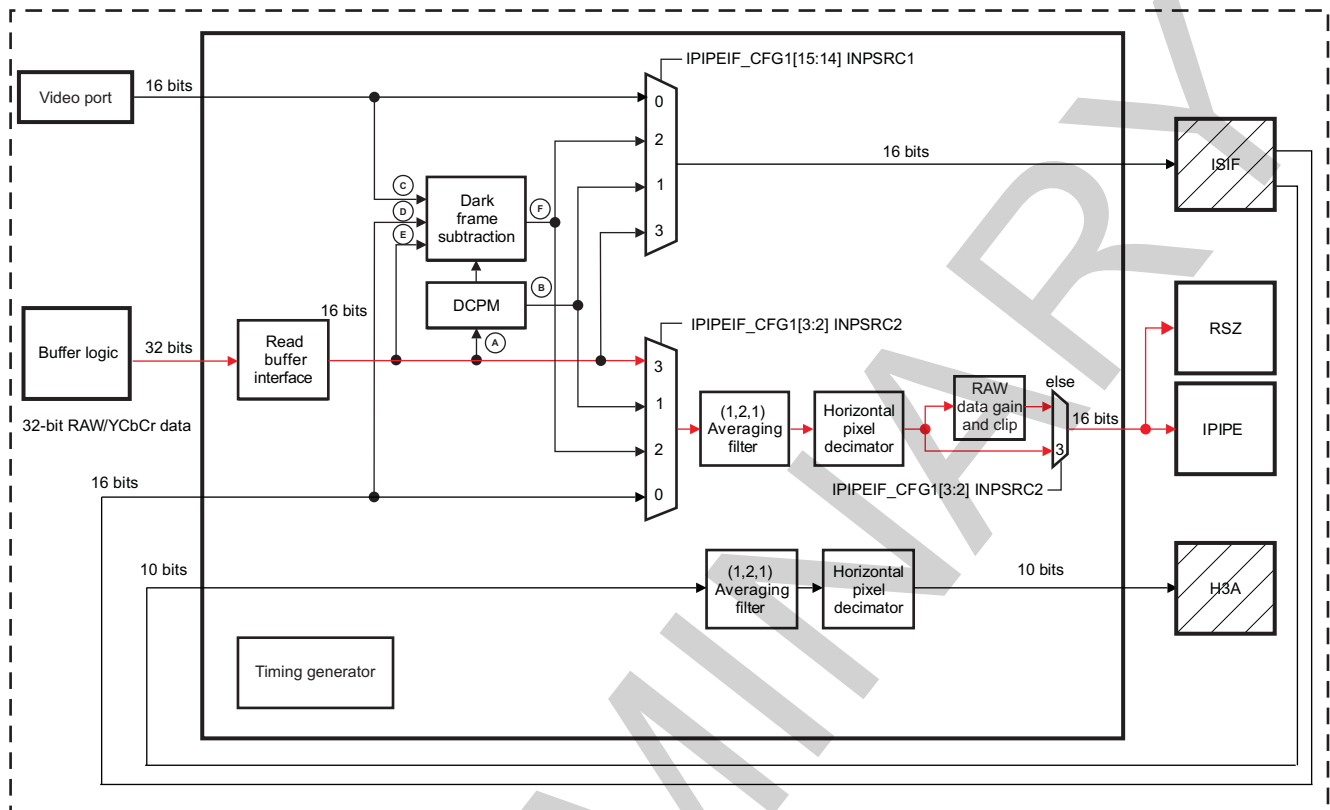 IPIPEIF_CFG1[15:14] INPSRC1
Video port
16 bits
0
2
1
3
16 bits
ISIF
C
D
E
Dark
frame
subtraction
F
DCPM
B
A
Buffer logic
32 bits
32-bit RAW/YCbCr data
16 bits
Read
buffer
interface
IPIPEIF_CFG1[3:2] INPSRC2
3
1
2
0
(1,2,1)
Averaging
filter
Horizontal
pixel
decimator
RAW
data gain
and clip
else
3
16 bits
IPIPEIF_CFG1[3:2] INPSRC2
RSZ
IPIPE
16 bits
10 bits
(1,2,1)
Averaging
filter
Horizontal
pixel
decimator
10 bits
H3A
Timing generator
MINARY